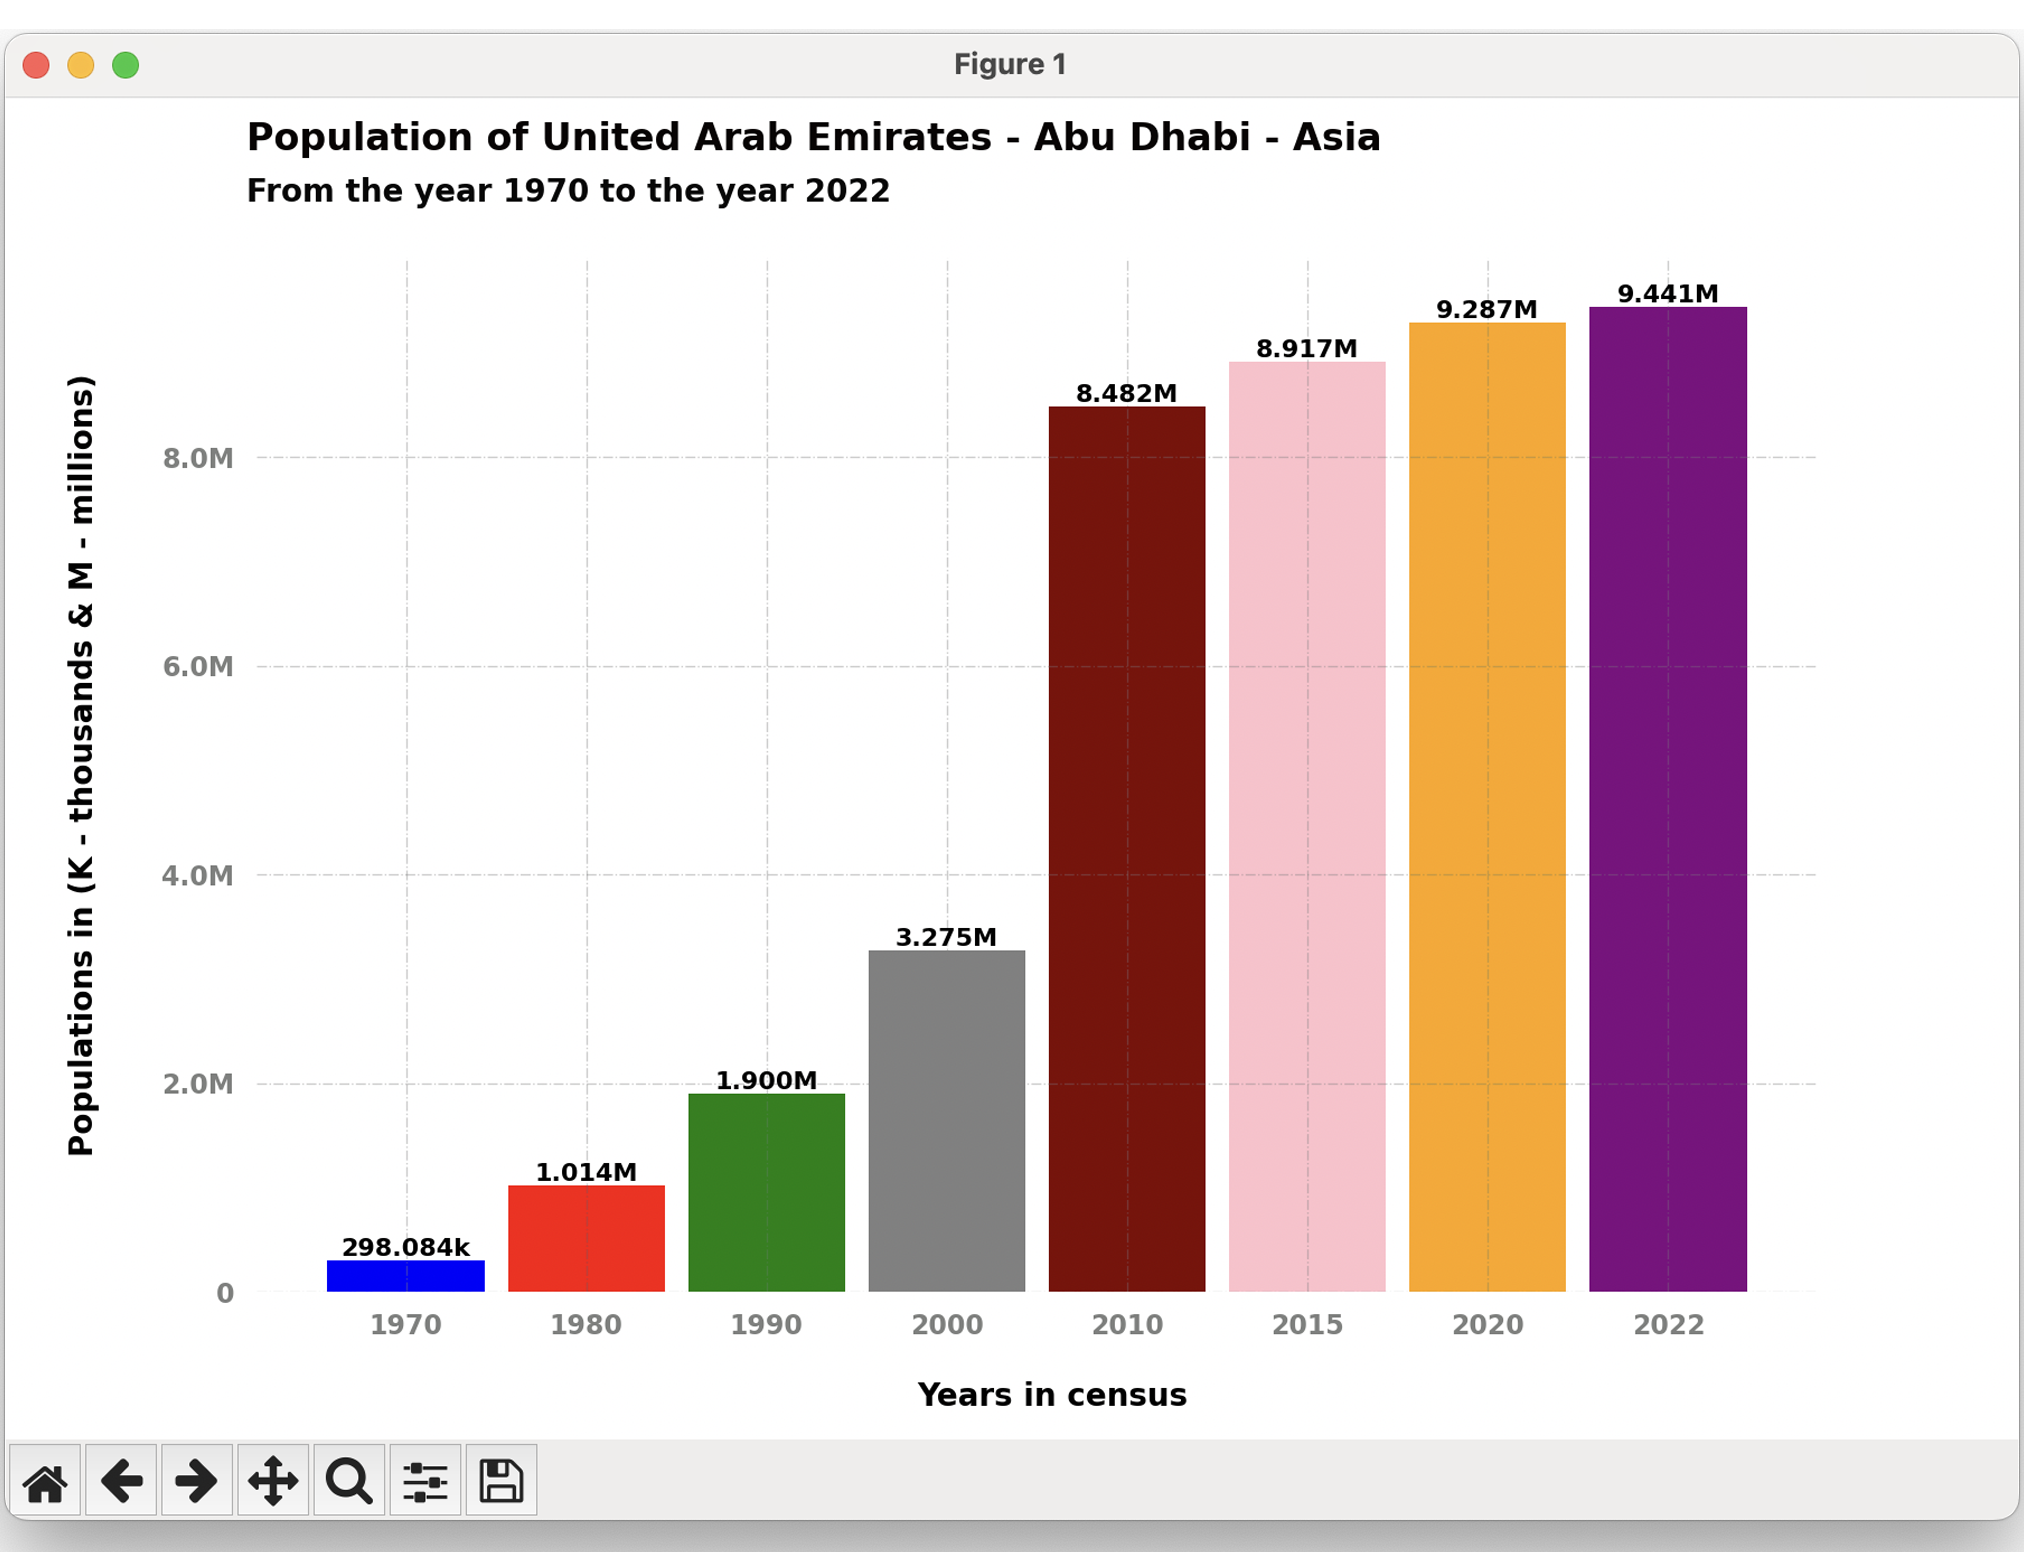 Figure 1
Population of United Arab Emirates - Abu Dhabi - Asia
From the year 1970 to the year 2022
Populations in (K - thousands & M - millions)
8.0M
6.0M
4.0M
2.0M
0
298.084k
1.014M
1.900M
3.275M
8.482M
8.917M
9.287M
9.441M
1970 1980 1990 2000 2010 2015 2020 2022
Years in census